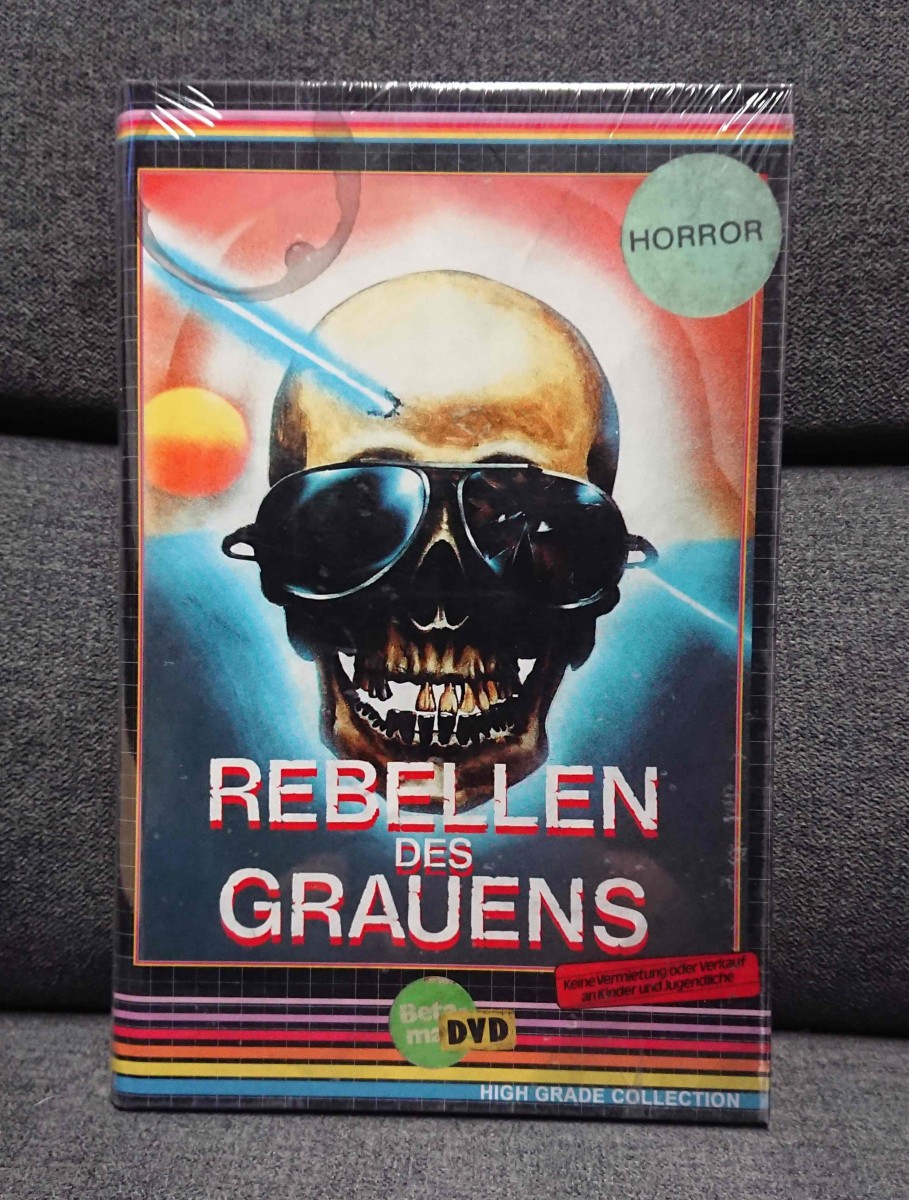 HORROR
REBELLEN
DES
GRAUENS
Keine Vermietung oder Verkauf
an Kinder und Jugendliche
DVD
HIGH GRADE COLLECTION